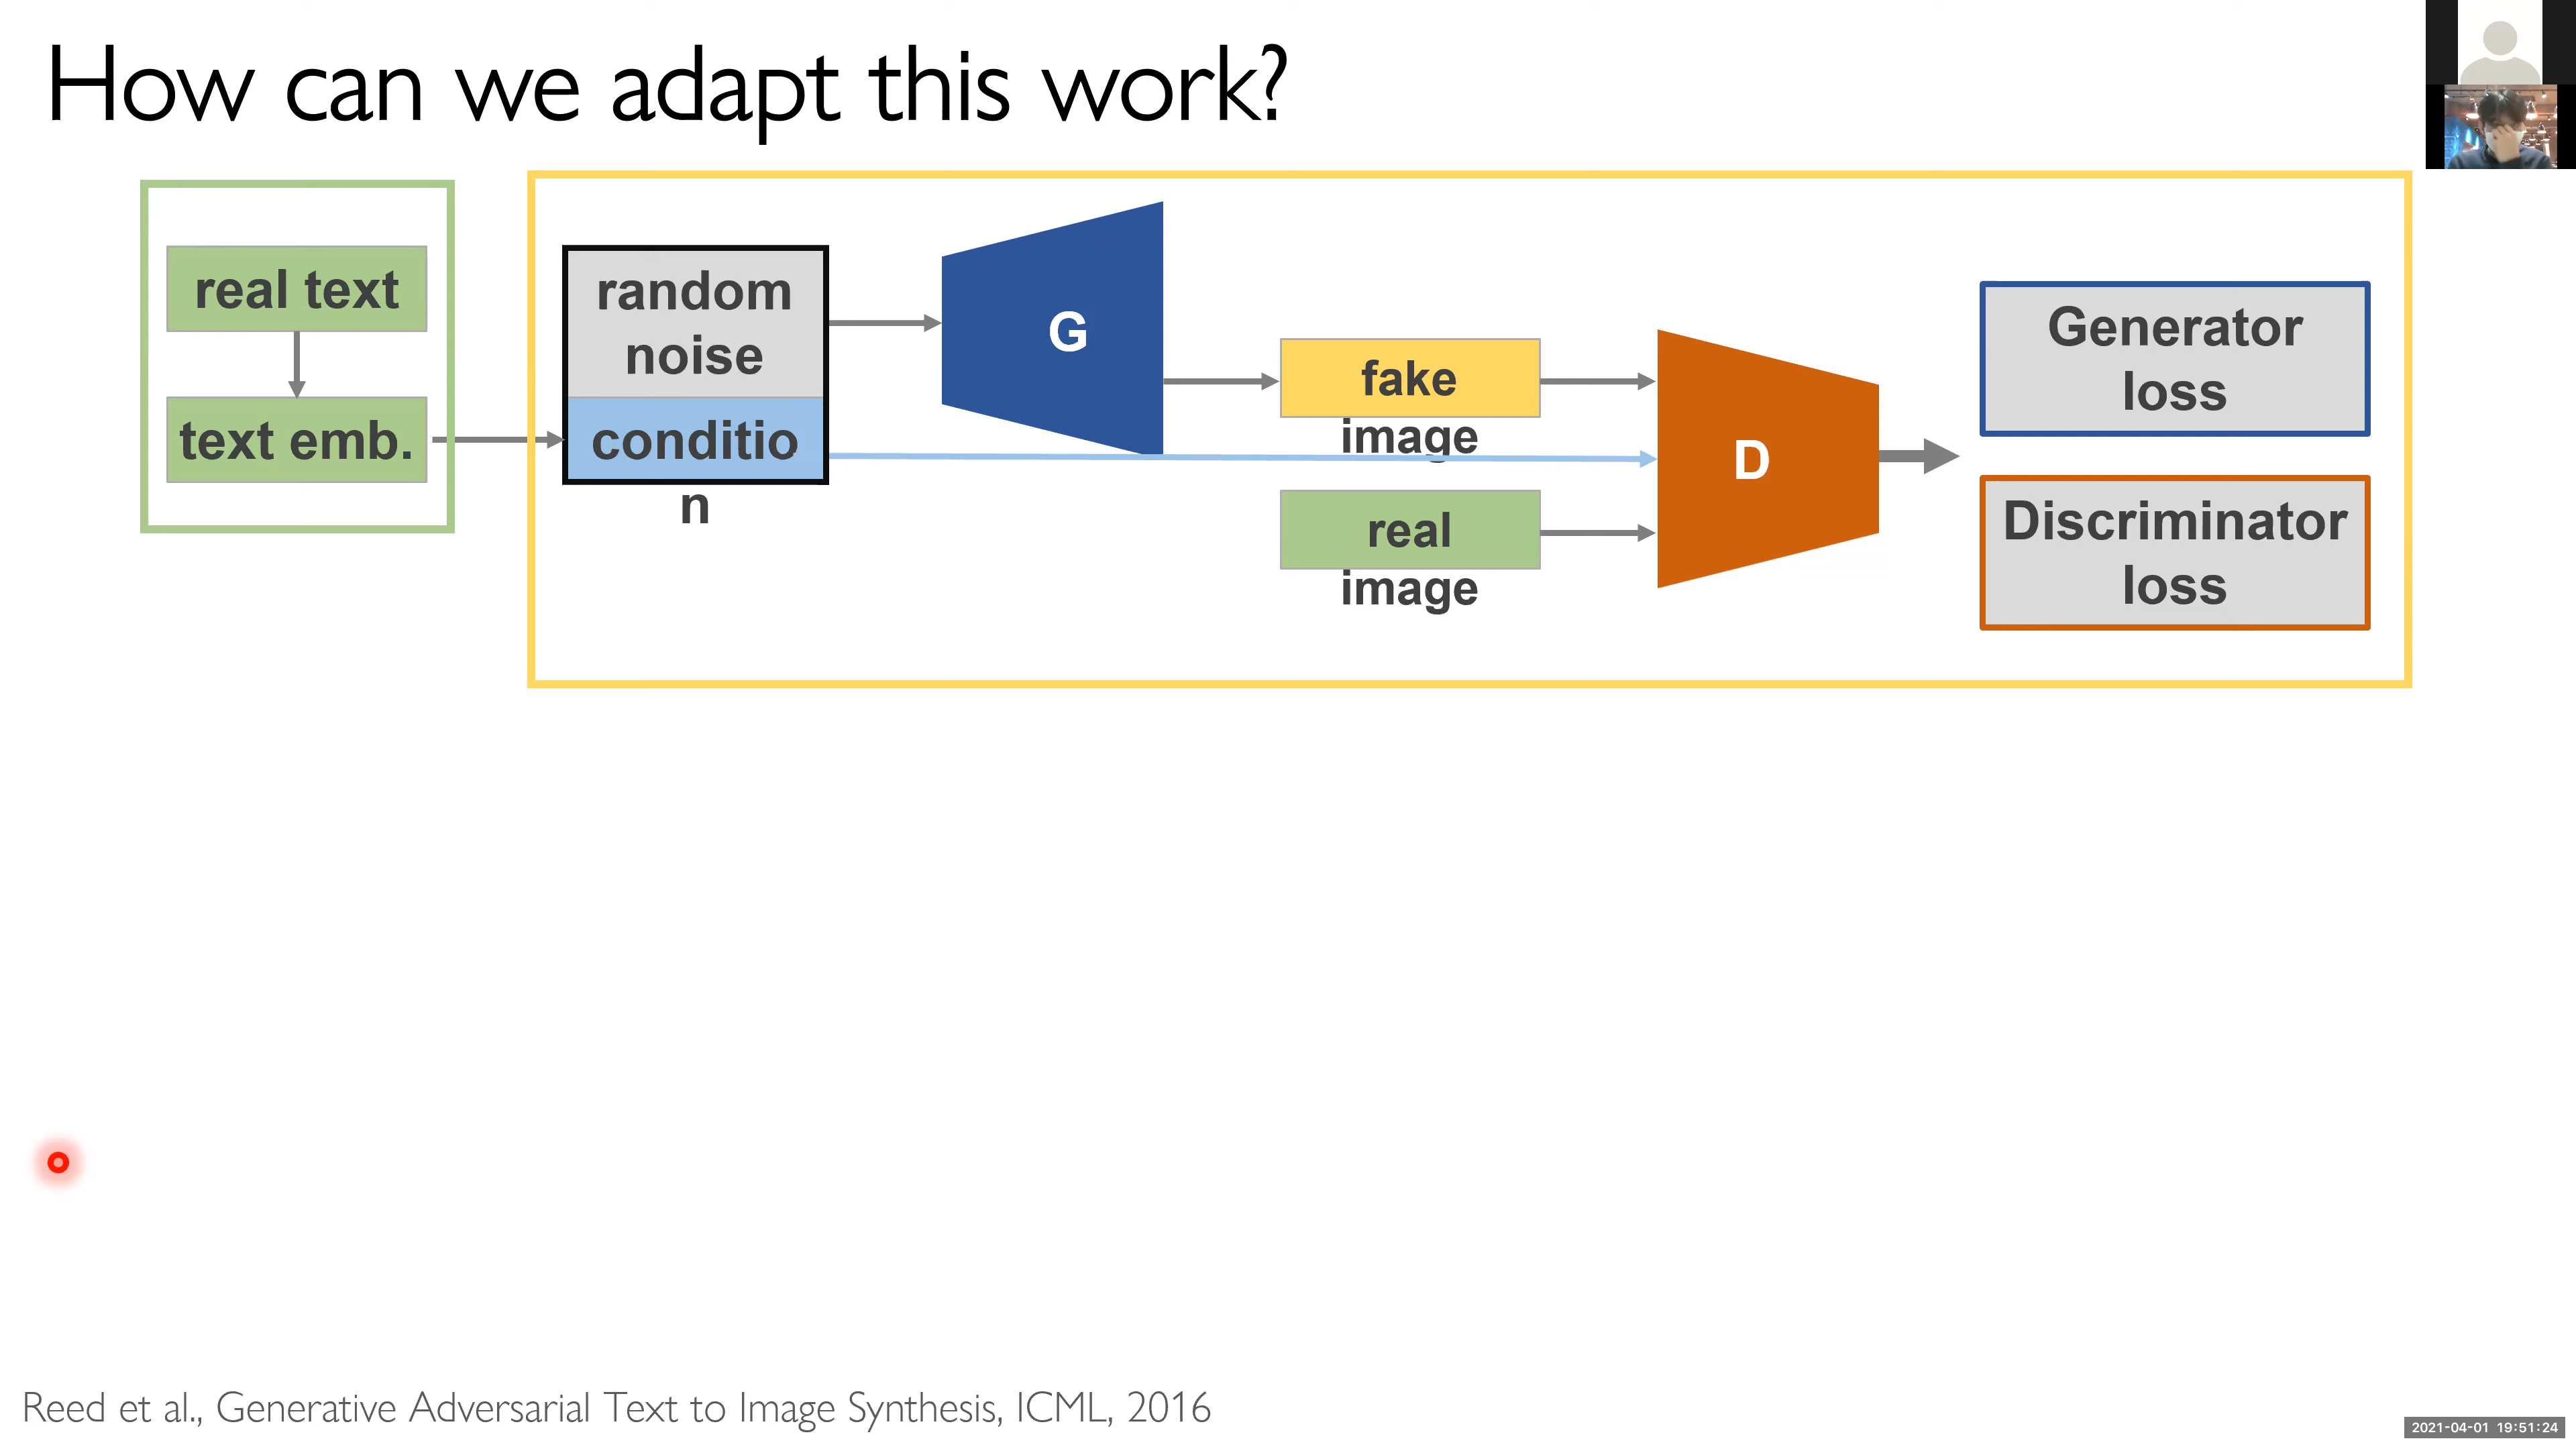 How can we adapt this work?
real text
text emb.
random
noise
conditio
n
G
fake
image
real
image
D
Generator
loss
Discriminator
loss
Reed et al., Generative Adversarial Text to Image Synthesis, ICML, 2016
2021-04-01 19:51:24